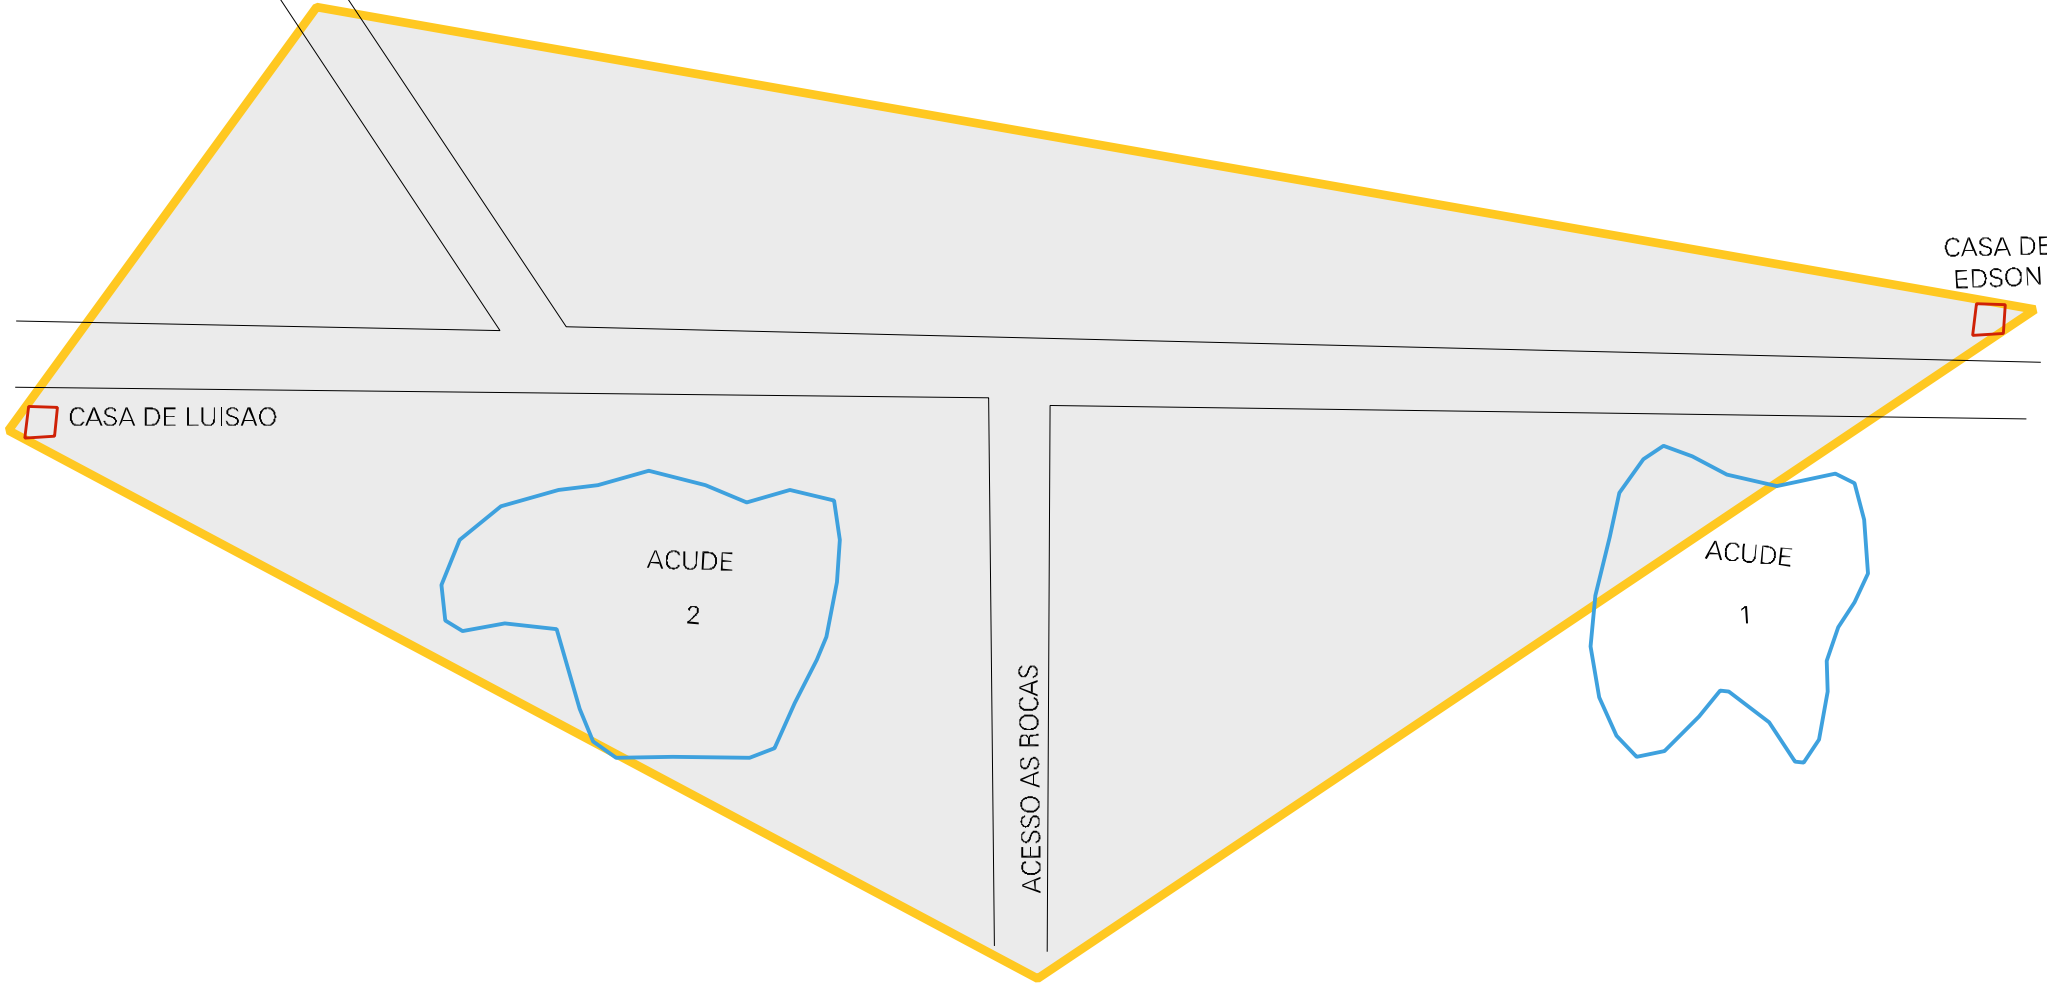 CASA DE
EDSON
CASA DE LUISAO
ACUDE
2
ACUDE
1
ACESSO AS ROCAS